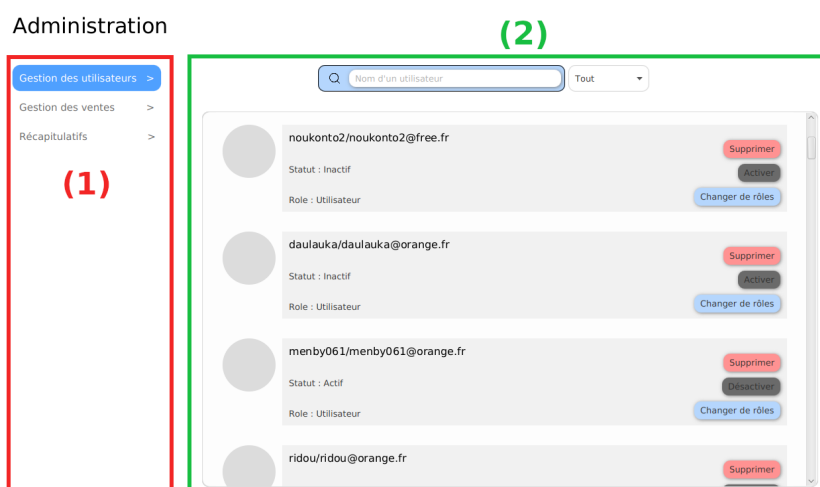 Administration
(2)
Gestion des utilisateurs >
Gestion des ventes >
Récapitulatifs >
(1)
Nom d'un utilisateur
Tout
noukonto2/noukonto2@free.fr
Supprimer
Statut : Inactif
Activer
Role : Utilisateur
Changer de rôles
daulauka/daulauka@orange.fr
Supprimer
Statut : Inactif
Activer
Role : Utilisateur
Changer de rôles
menby061/menby061@orange.fr
Supprimer
Statut : Actif
Désactiver
Role : Utilisateur
Changer de rôles
ridou/ridou@orange.fr
Supprimer